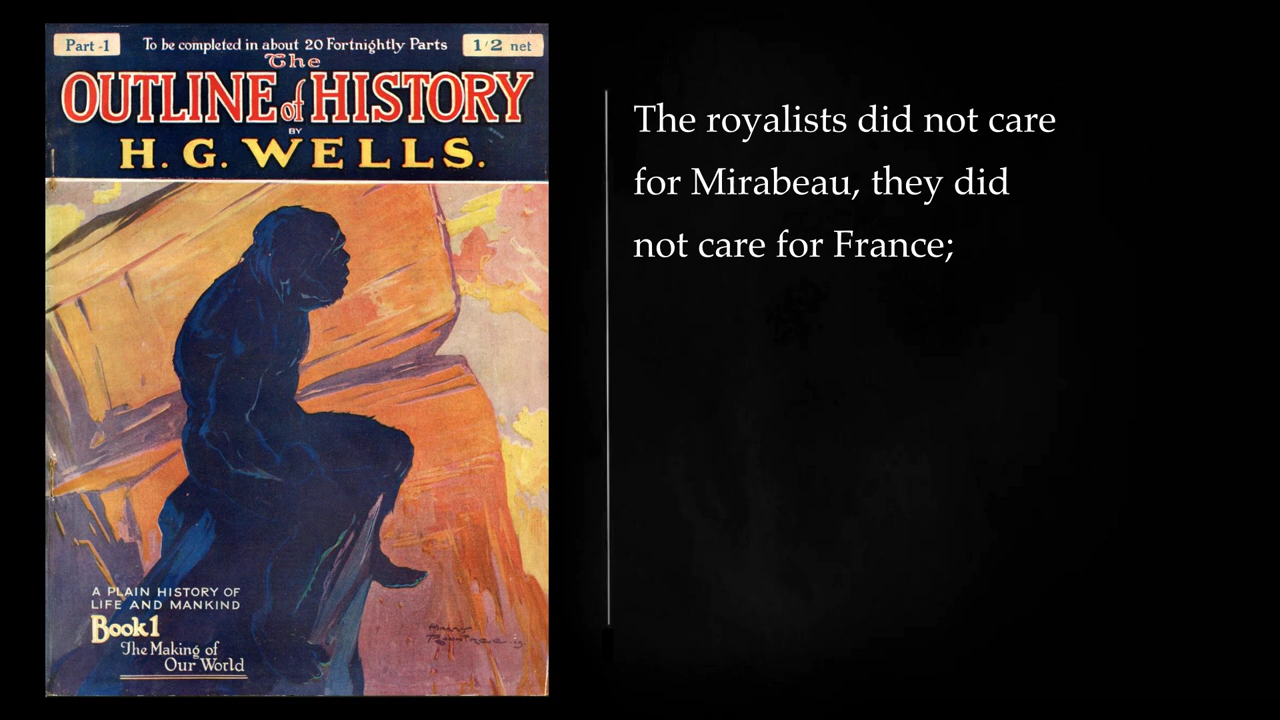 Part -1
To be completed in about 20 Fortnightly Parts
1/2 net
The
OUTLINE of HISTORY
BY
H. G. WELLS.
A PLAIN HISTORY OF
LIFE AND MANKIND
Book 1
The Making of
Our World
The royalists did not care
for Mirabeau, they did
not care for France;